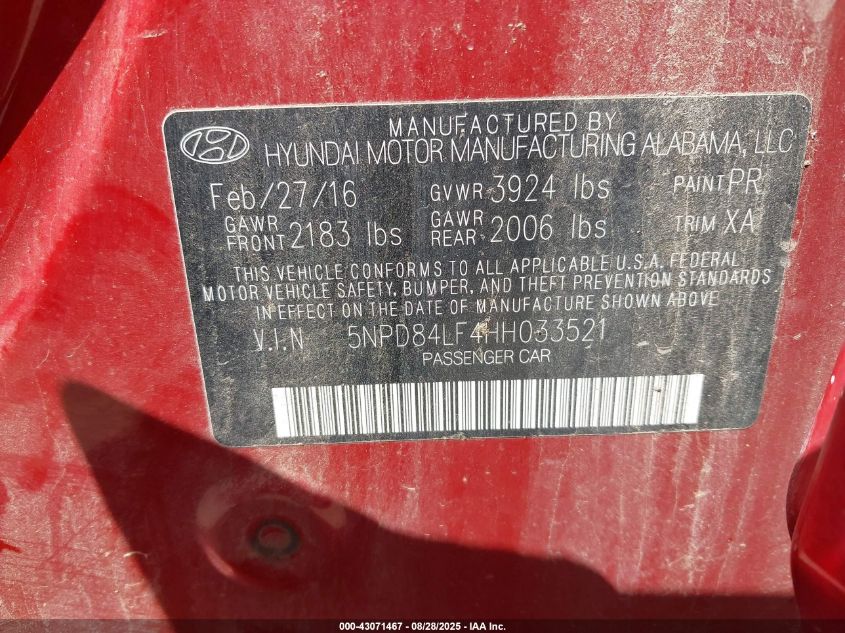 MANUFACTURED BY
HYUNDAI MOTOR MANUFACTURING ALABAMA, LLC
Feb/27/16 GVWR 3924 lbs PAINT PR
GAWR FRONT 2183 lbs GAWR REAR 2006 lbs TRIM XA
THIS VEHICLE CONFORMS TO ALL APPLICABLE U.S.A. FEDERAL
MOTOR VEHICLE SAFETY, BUMPER, AND THEFT PREVENTION STANDARDS
IN EFFECT ON THE DATE OF MANUFACTURE SHOWN ABOVE
V.I.N 5NPD84LF4HH033521
PASSENGER CAR
000-43071467 - 08/28/2025 - IAA Inc.